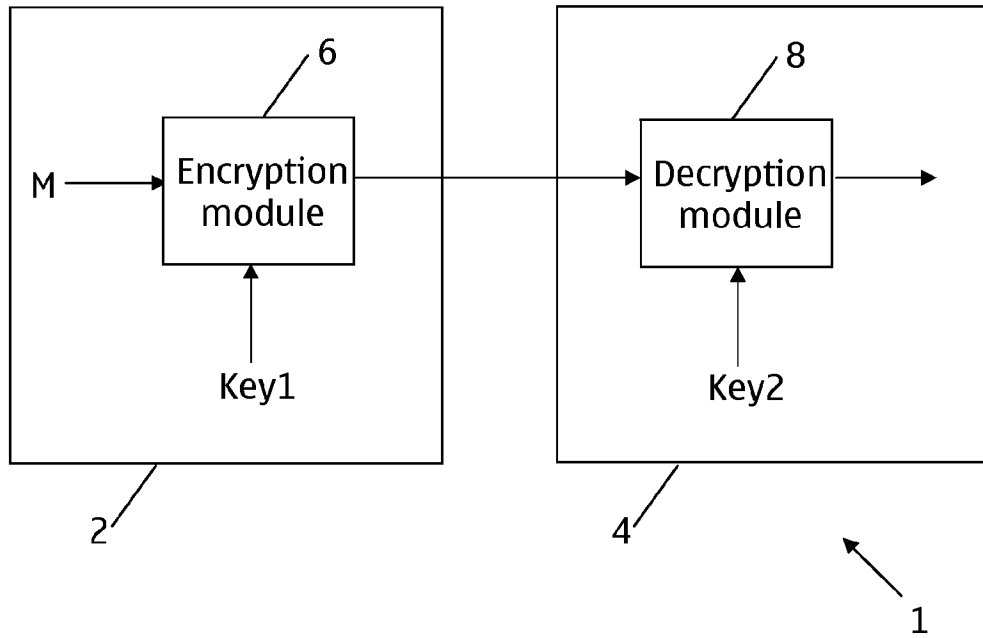 6
8
M
Encryption
module
Decryption
module
Key1
Key2
2
4
1